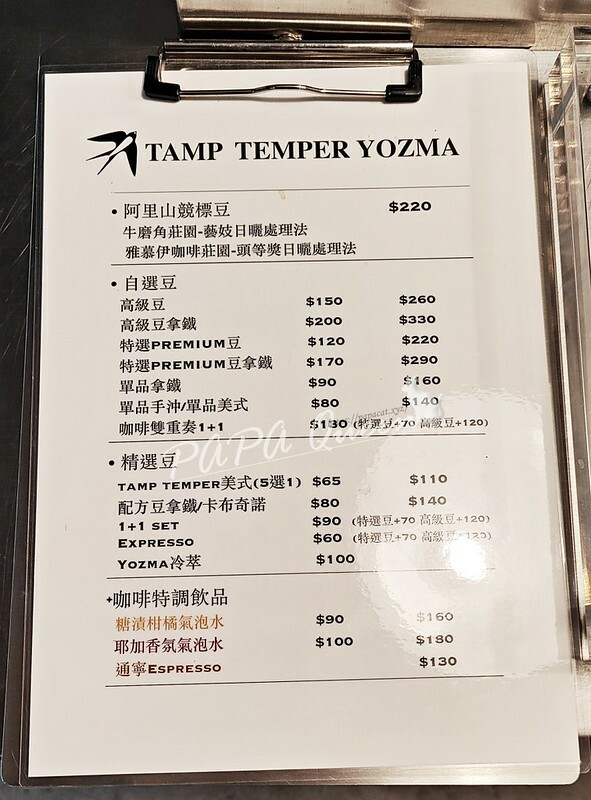 TAMP TEMPER YOZMA
• 阿里山競標豆 $220
牛磨角莊園-藝妓日曬處理法
雅慕伊咖啡莊園-頭等獎日曬處理法
• 自選豆
高級豆 $150 $260
高級豆拿鐵 $200 $330
特選PREMIUM豆 $120 $220
特選PREMIUM豆拿鐵 $170 $290
單品拿鐵 $90 $160
單品手沖/單品美式 $80 $140
咖啡雙重奏1+1 $130 (特選豆+70 高級豆+120)
• 精選豆
TAMP TEMPER美式(5選1) $65 $110
配方豆拿鐵/卡布奇諾 $80 $140
1+1 SET $90 (特選豆+70 高級豆+120)
EXPRESSO $60 (特選豆+70 高級豆+120)
YOZMA冷萃 $100
+咖啡特調飲品
糖漬柑橘氣泡水 $90 $160
耶加香氛氣泡水 $100 $180
通寧ESPRESSO $130